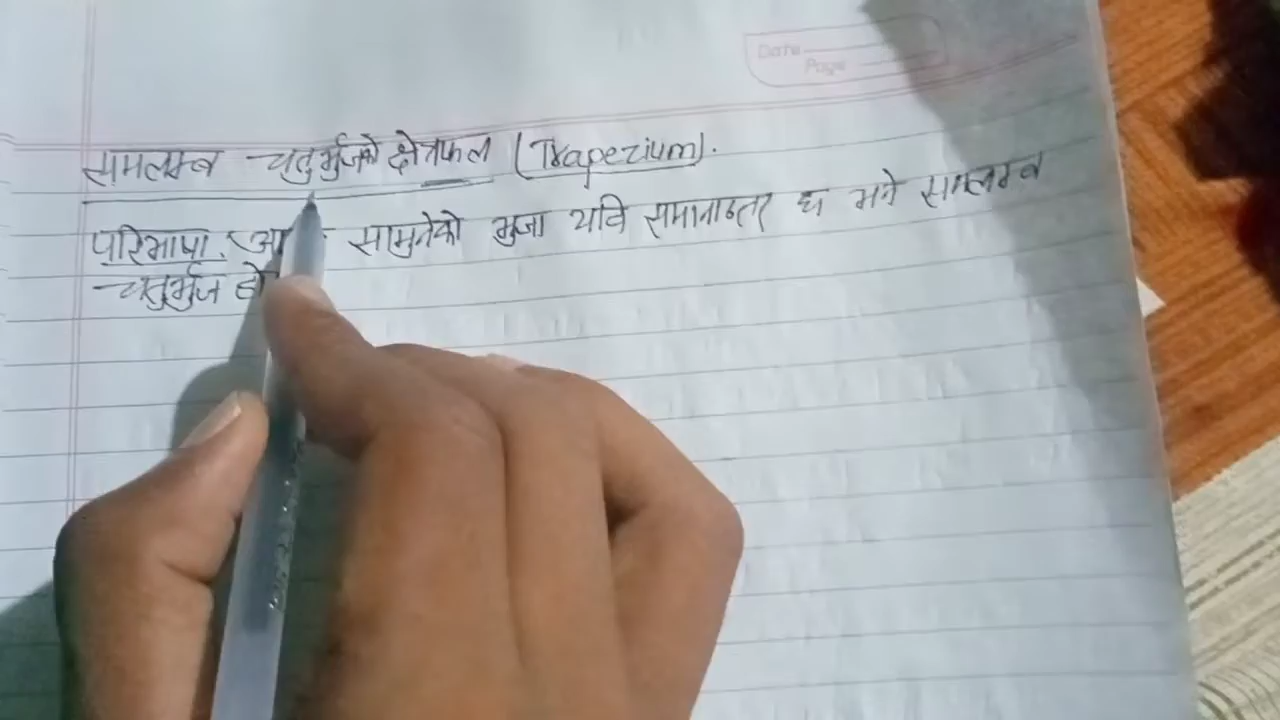 Date
Page
समलम्ब चतुर्भुजको क्षेत्रफल (Trapezium).
परिभाषा. सामुनेको भुजा यदि समानान्तर छ भने समलम्ब
चतुर्भुज